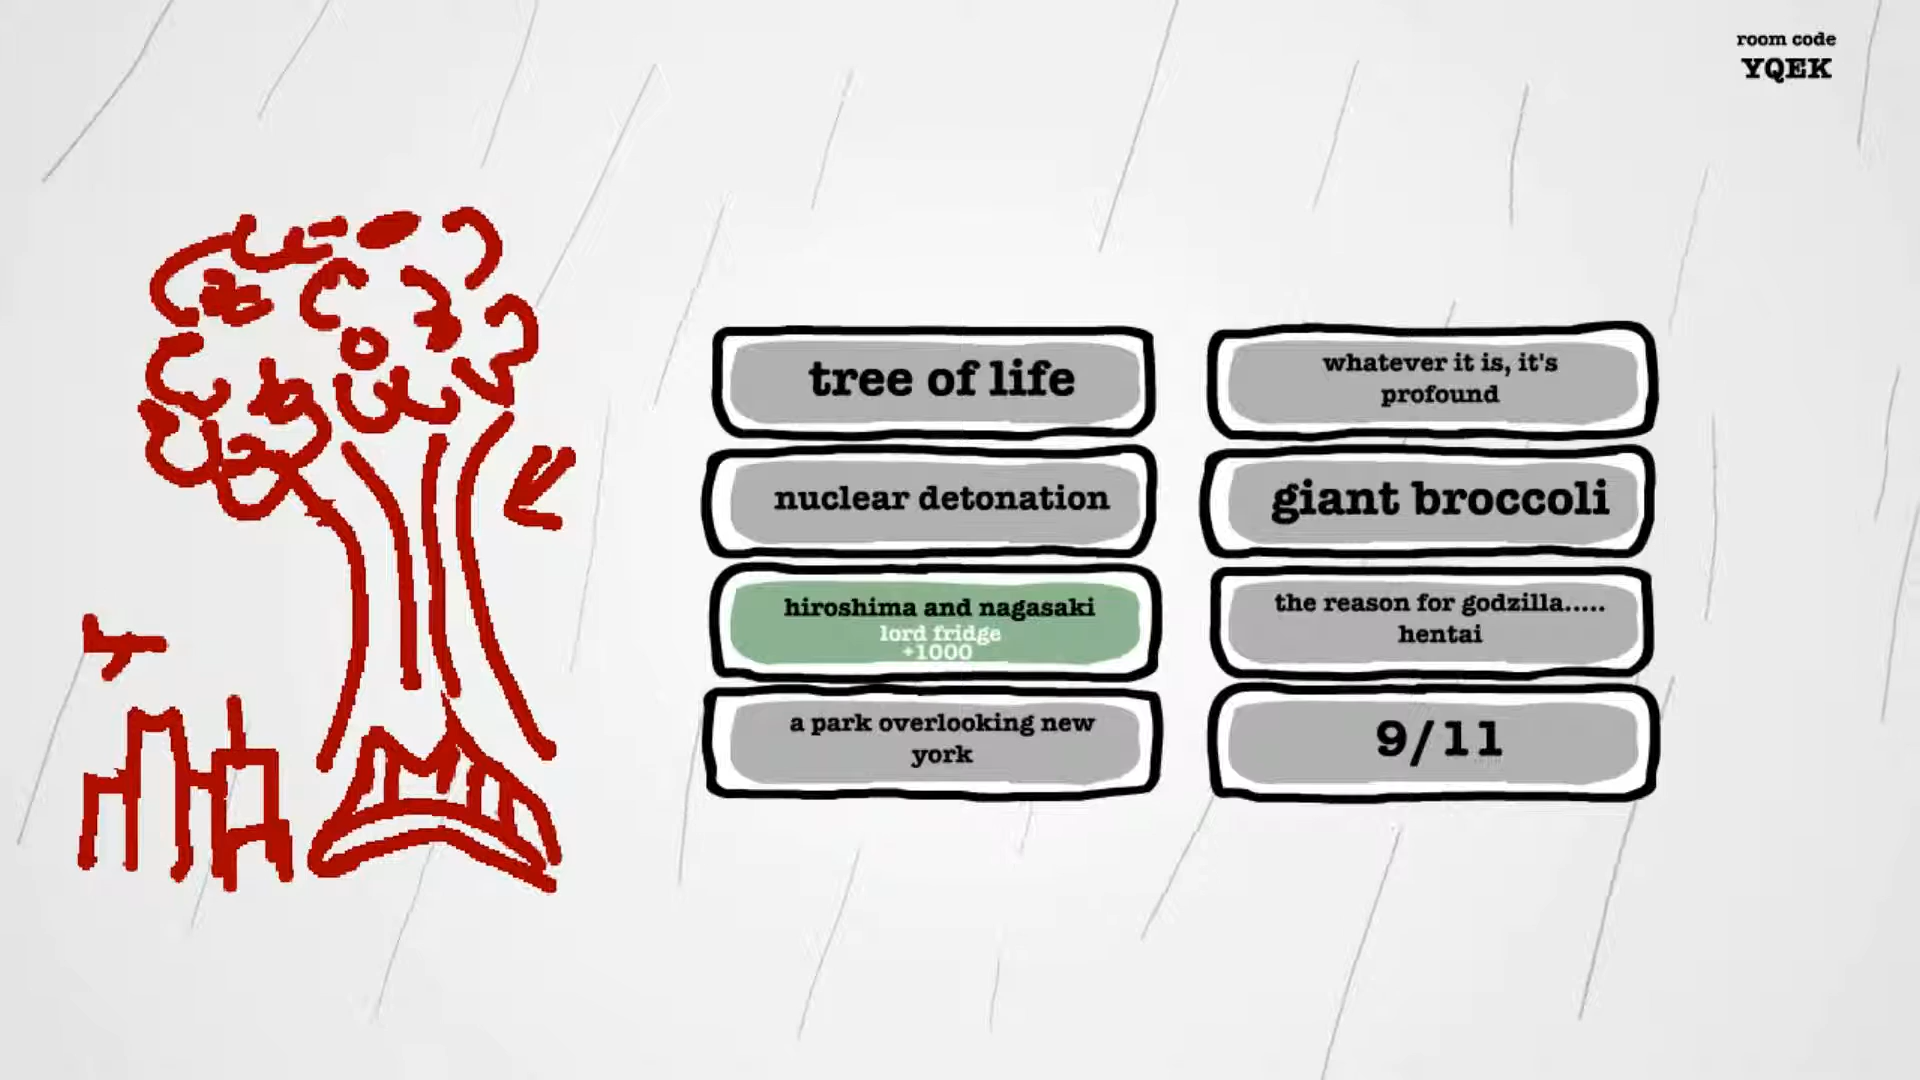 room code
YQEK
tree of life
whatever it is, it's
profound
nuclear detonation
giant broccoli
hiroshima and nagasaki
lord fridge
+1000
the reason for godzilla.....
hentai
a park overlooking new
york
9/11